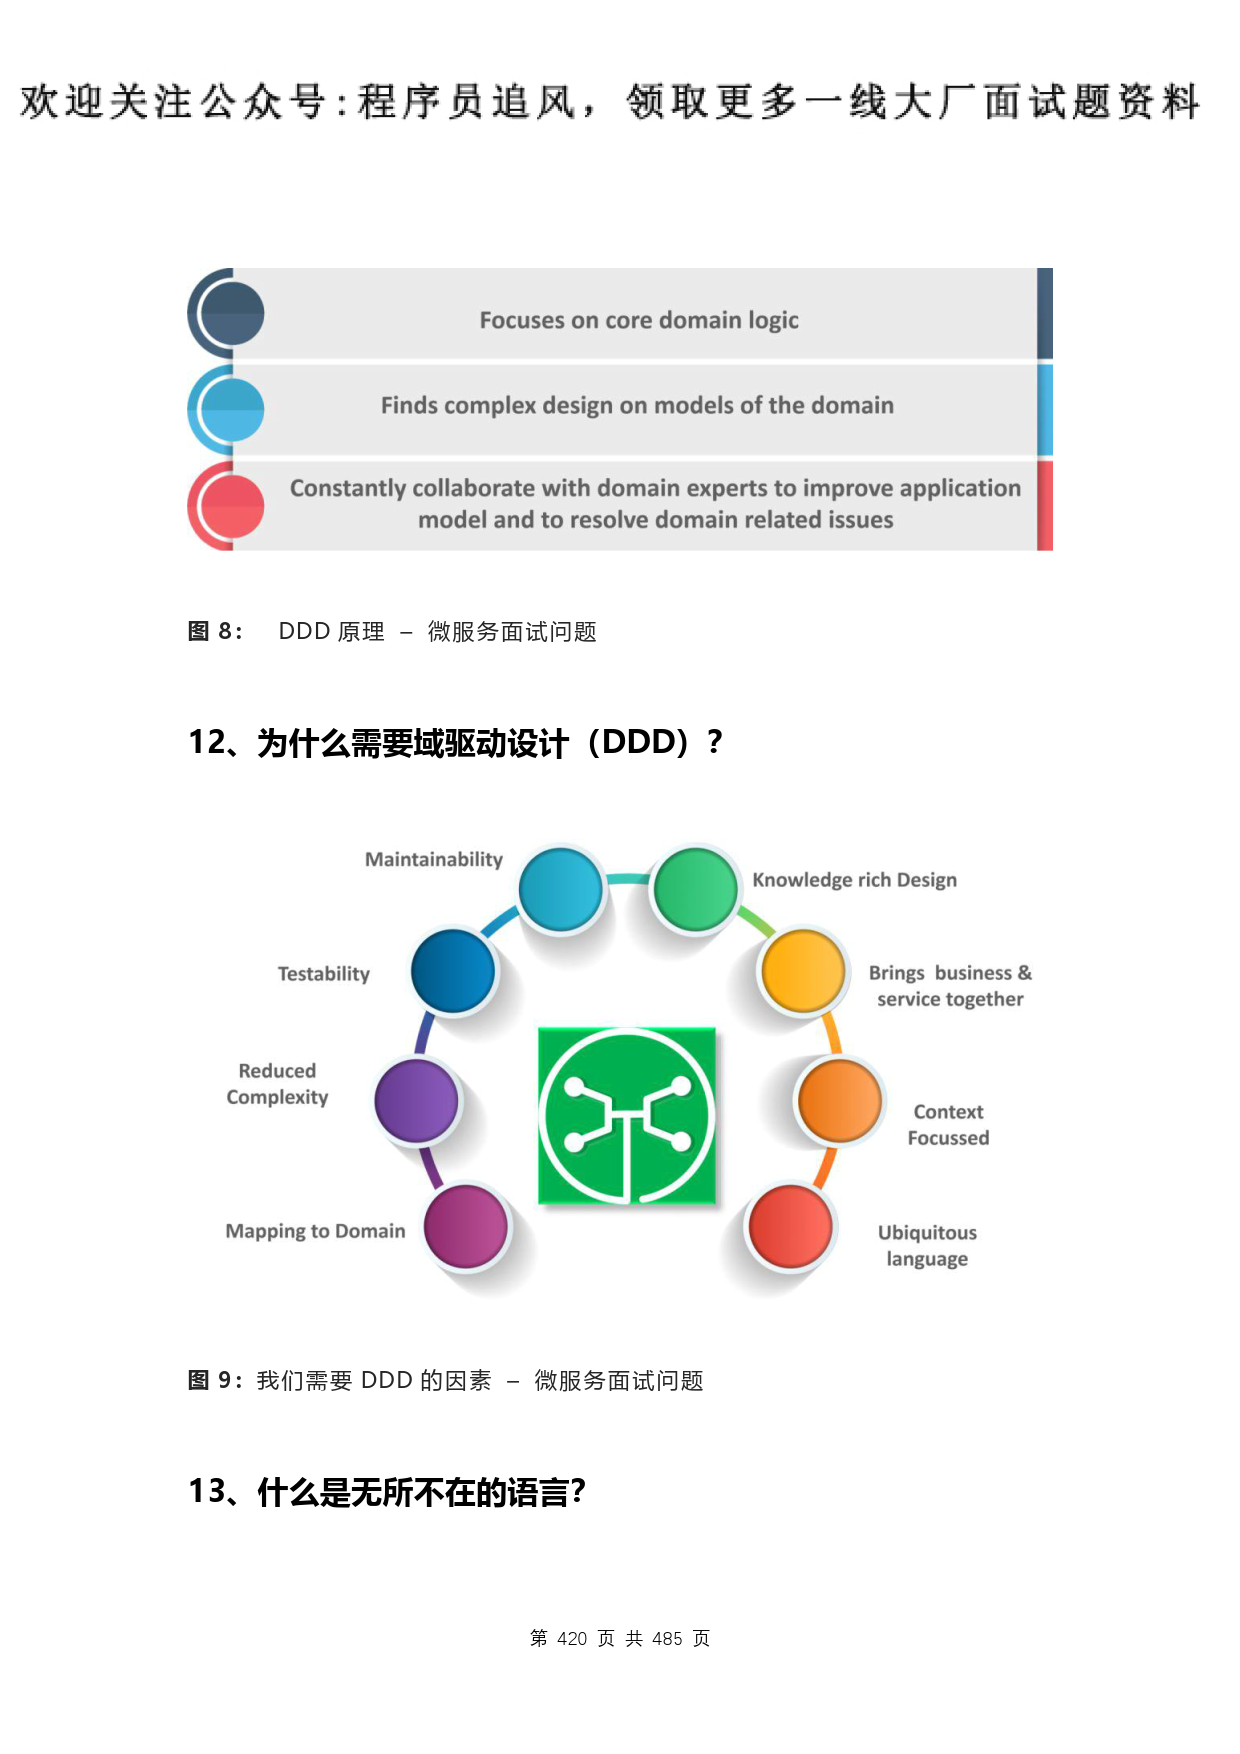 欢迎关注公众号:程序员追风，领取更多一线大厂面试题资料
Focuses on core domain logic
Finds complex design on models of the domain
Constantly collaborate with domain experts to improve application
model and to resolve domain related issues
图 8： DDD 原理 – 微服务面试问题
12、为什么需要域驱动设计（DDD）？
Maintainability
Knowledge rich Design
Testability
Brings business &
service together
Reduced
Complexity
Context
Focussed
Mapping to Domain
Ubiquitous
language
图 9：我们需要 DDD 的因素 – 微服务面试问题
13、什么是无所不在的语言？
第 420 页 共 485 页